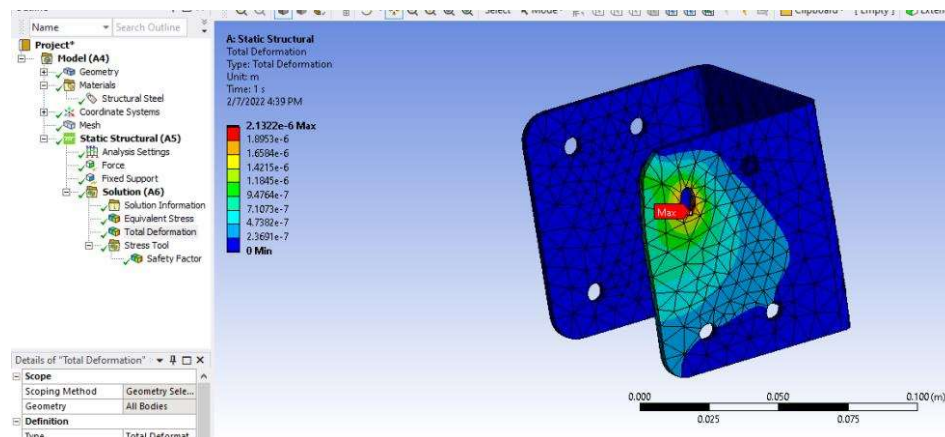 Select
Mode
Clipboard
[Empty]
Name
Search Outline
Project*
Model (A4)
Geometry
Materials
Structural Steel
Coordinate Systems
Mesh
Static Structural (A5)
Analysis Settings
Force
Fixed Support
Solution (A6)
Solution Information
Equivalent Stress
Total Deformation
Stress Tool
Safety Factor
A: Static Structural
Total Deformation
Type: Total Deformation
Unit: m
Time: 1 s
2/7/2022 4:39 PM
2.1322e-6 Max
1.8953e-6
1.6584e-6
1.4215e-6
1.1845e-6
9.4764e-7
7.1073e-7
4.7382e-7
2.3691e-7
0 Min
Max
0.000 0.050 0.100 (m)
0.025 0.075
Details of "Total Deformation"
Scope
Scoping Method Geometry Sele...
Geometry All Bodies
Definition
Type Total Deformat